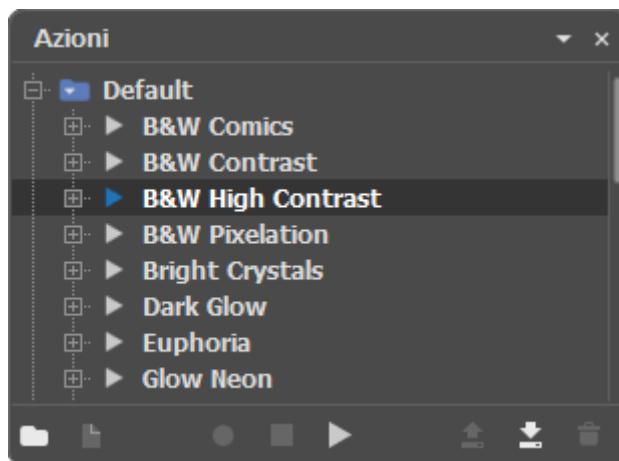 Azioni
Default
B&W Comics
B&W Contrast
B&W High Contrast
B&W Pixelation
Bright Crystals
Dark Glow
Euphoria
Glow Neon